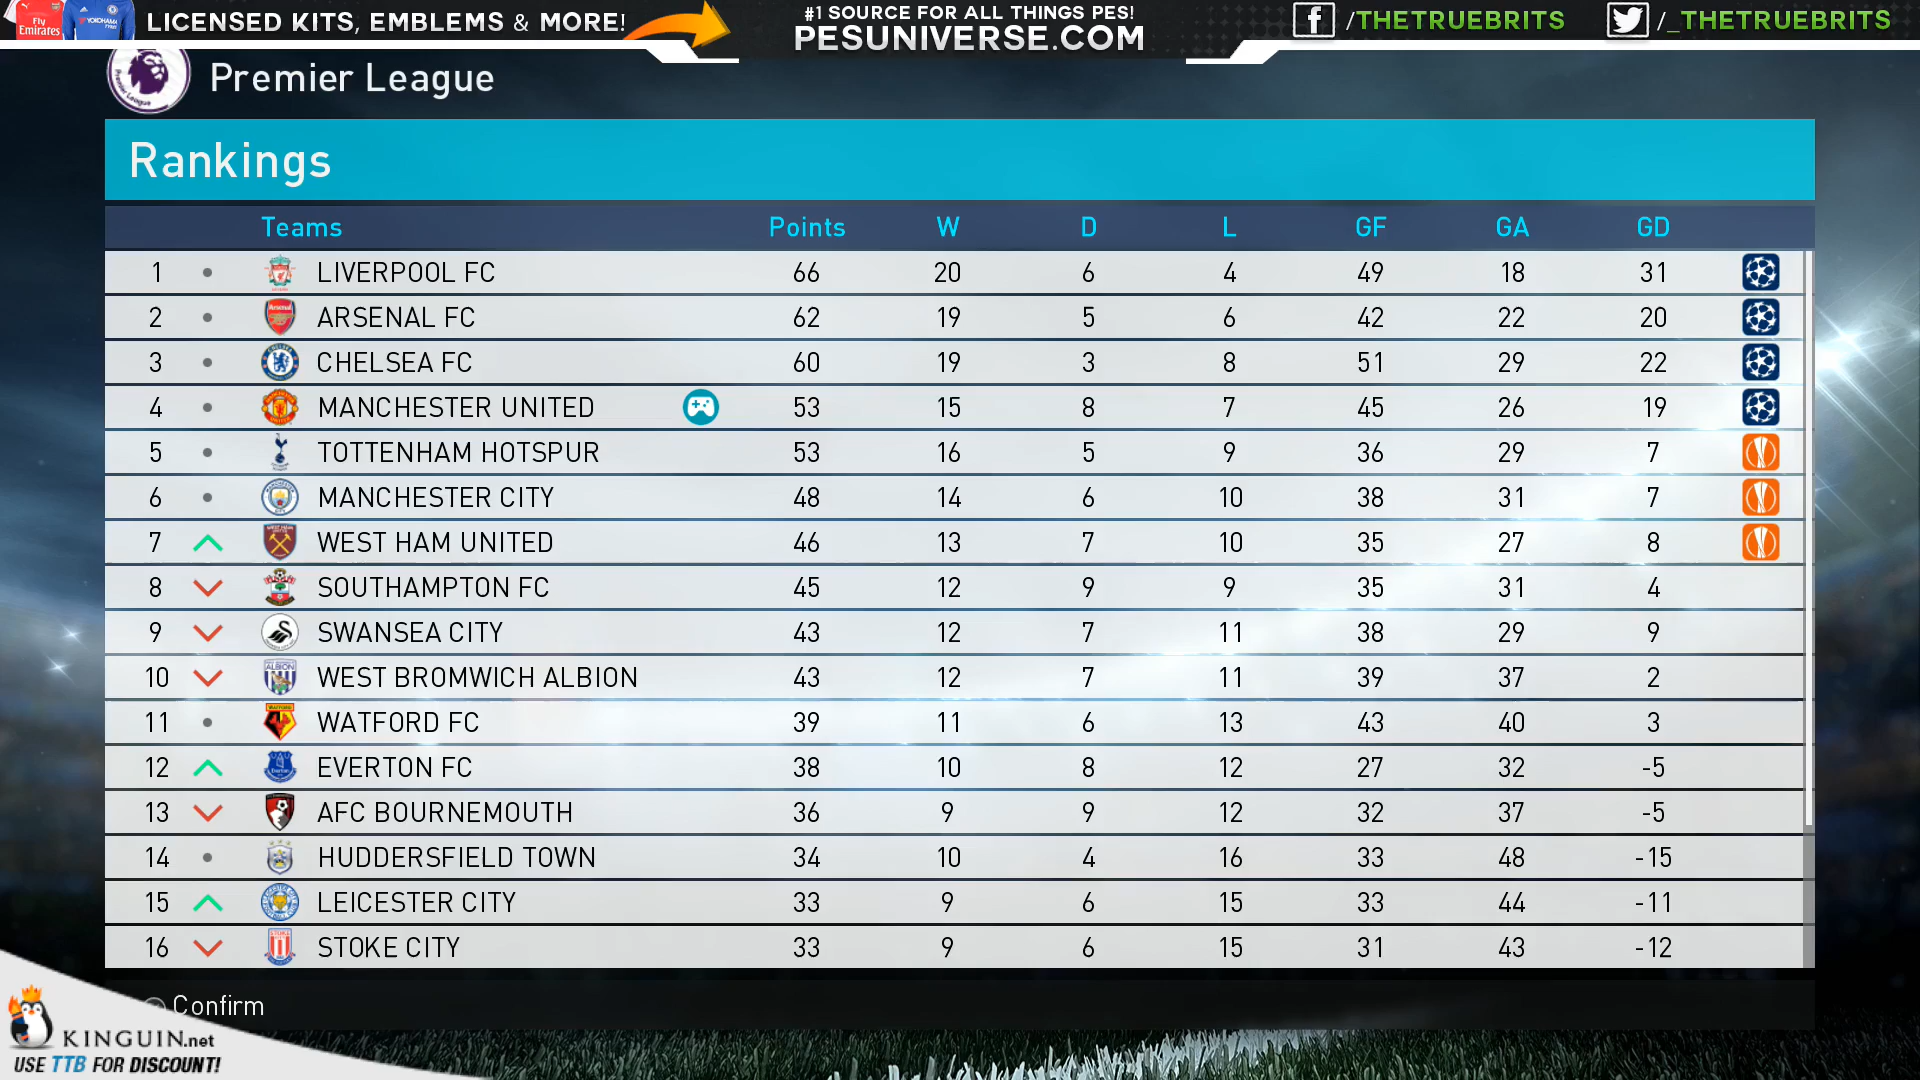 Fly Emirates
YOKOHAMA TYRES
LICENSED KITS, EMBLEMS & MORE!
#1 SOURCE FOR ALL THINGS PES!
PESUNIVERSE.COM
/THETRUEBRITS
/_THETRUEBRITS
Premier League
Premier League
Rankings
Teams Points W D L GF GA GD
1 LIVERPOOL FC 66 20 6 4 49 18 31
2 ARSENAL FC 62 19 5 6 42 22 20
3 CHELSEA FC 60 19 3 8 51 29 22
4 MANCHESTER UNITED 53 15 8 7 45 26 19
5 TOTTENHAM HOTSPUR 53 16 5 9 36 29 7
6 MANCHESTER CITY 48 14 6 10 38 31 7
7 WEST HAM UNITED 46 13 7 10 35 27 8
8 SOUTHAMPTON FC 45 12 9 9 35 31 4
9 SWANSEA CITY 43 12 7 11 38 29 9
10 WEST BROMWICH ALBION 43 12 7 11 39 37 2
11 WATFORD FC 39 11 6 13 43 40 3
12 EVERTON FC 38 10 8 12 27 32 -5
13 AFC BOURNEMOUTH 36 9 9 12 32 37 -5
14 HUDDERSFIELD TOWN 34 10 4 16 33 48 -15
15 LEICESTER CITY 33 9 6 15 33 44 -11
16 STOKE CITY 33 9 6 15 31 43 -12
Confirm
KINGUIN.net
USE TTB FOR DISCOUNT!